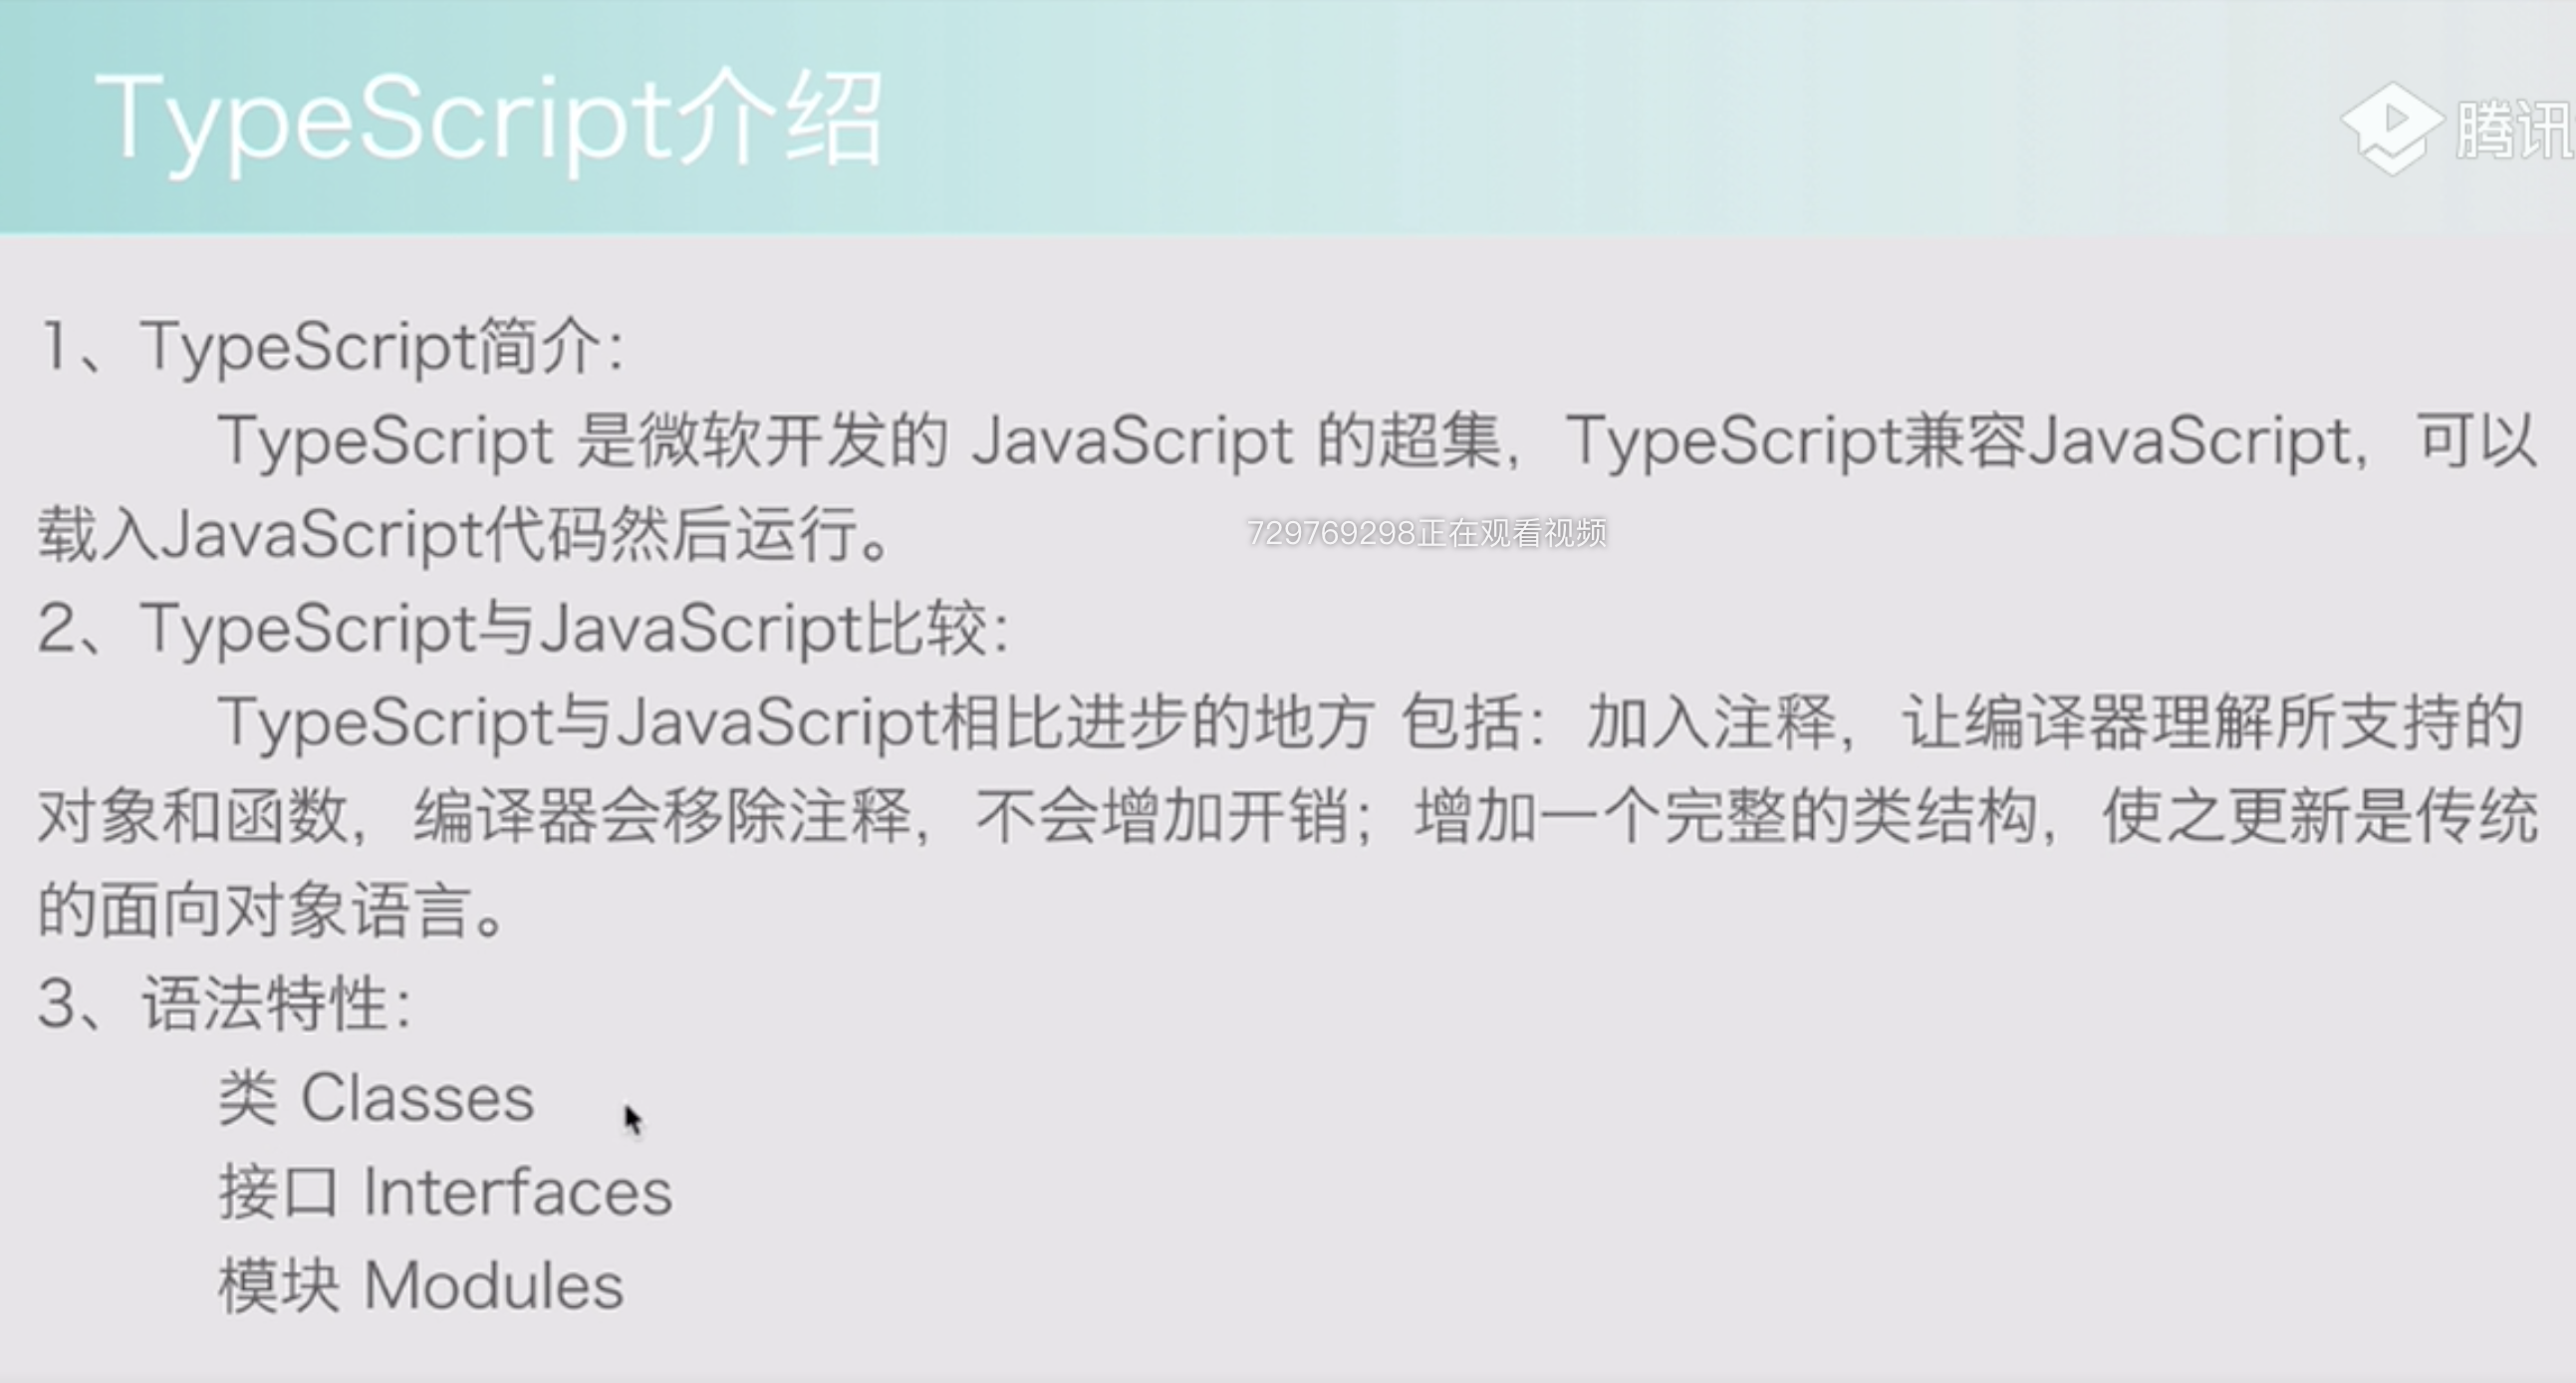 TypeScript介绍
腾讯
1、TypeScript简介：
TypeScript 是微软开发的 JavaScript 的超集，TypeScript兼容JavaScript，可以
载入JavaScript代码然后运行。
729769298正在观看视频
2、TypeScript与JavaScript比较：
TypeScript与JavaScript相比进步的地方 包括：加入注释，让编译器理解所支持的
对象和函数，编译器会移除注释，不会增加开销；增加一个完整的类结构，使之更新是传统
的面向对象语言。
3、语法特性：
类 Classes
接口 Interfaces
模块 Modules